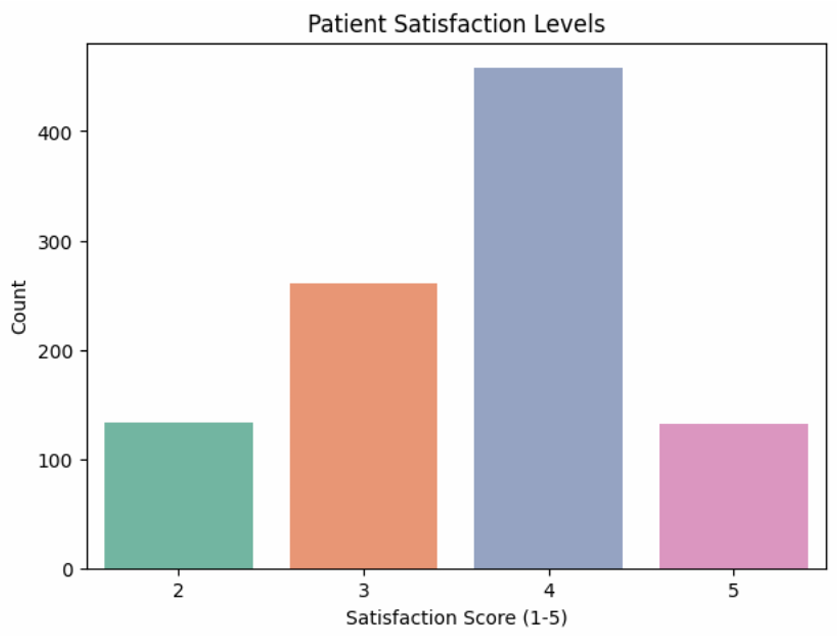 Patient Satisfaction Levels
400
300
200
100
0
Count
2 3 4 5
Satisfaction Score (1-5)